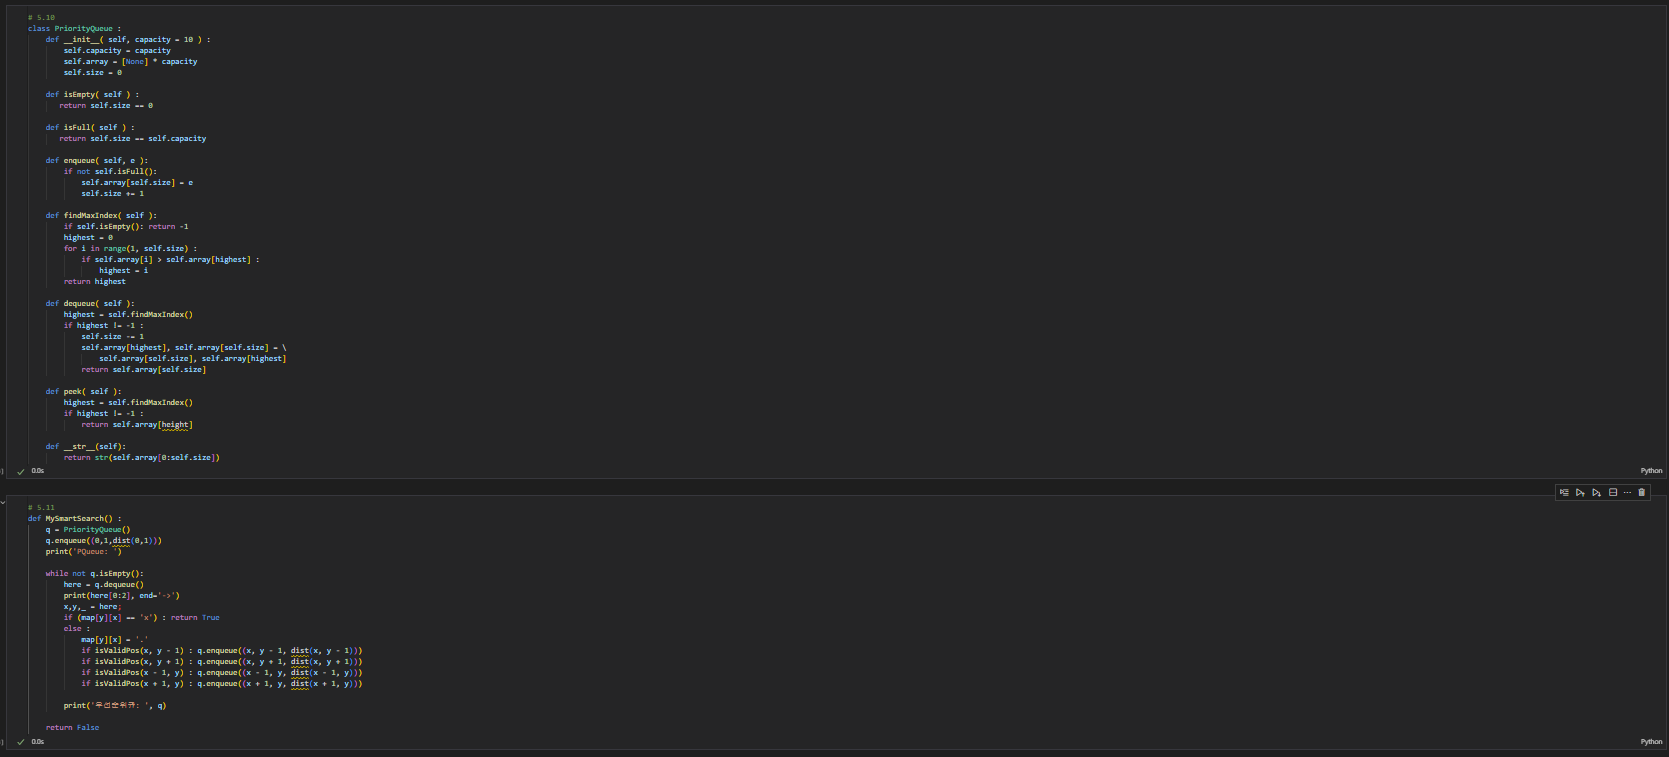 # 5.10
class PriorityQueue :
    def __init__( self, capacity = 10 ) :
        self.capacity = capacity
        self.array = [None] * capacity
        self.size = 0

    def isEmpty( self ) :
       return self.size == 0

    def isFull( self ) :
       return self.size == self.capacity

    def enqueue( self, e ):
        if not self.isFull():
            self.array[self.size] = e
            self.size += 1

    def findMaxIndex( self ):
        if self.isEmpty(): return -1
        highest = 0
        for i in range(1, self.size) :
            if self.array[i] > self.array[highest] :
                highest = i
        return highest

    def dequeue( self ):
        highest = self.findMaxIndex()
        if highest != -1 :
            self.size -= 1
            self.array[highest], self.array[self.size] = \
                self.array[self.size], self.array[highest]
            return self.array[self.size]

    def peek( self ):
        highest = self.findMaxIndex()
        if highest != -1 :
            return self.array[height]

    def __str__(self):
        return str(self.array[0:self.size])
0.0s
Python
# 5.11
def MySmartSearch() :
    q = PriorityQueue()
    q.enqueue((0,1,dist(0,1)))
    print('PQueue: ')

    while not q.isEmpty():
        here = q.dequeue()
        print(here[0:2], end='->')
        x,y,_ = here;
        if (map[y][x] == 'x') : return True
        else :
            map[y][x] = '.'
            if isValidPos(x, y - 1) : q.enqueue((x, y - 1, dist(x, y - 1)))
            if isValidPos(x, y + 1) : q.enqueue((x, y + 1, dist(x, y + 1)))
            if isValidPos(x - 1, y) : q.enqueue((x - 1, y, dist(x - 1, y)))
            if isValidPos(x + 1, y) : q.enqueue((x + 1, y, dist(x + 1, y)))

        print('우선순위큐: ', q)

    return False
0.0s
Python